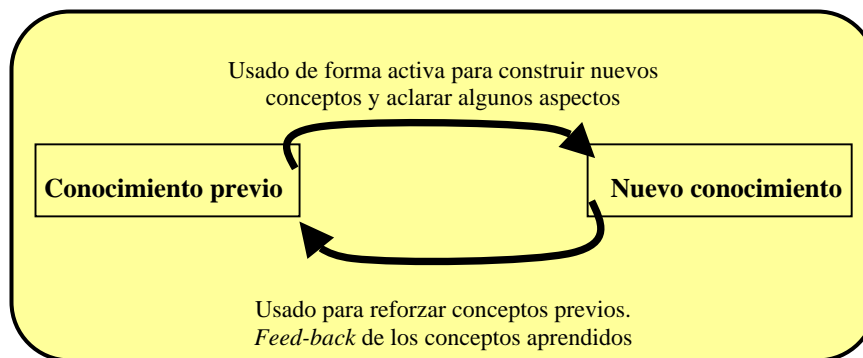 Usado de forma activa para construir nuevos
conceptos y aclarar algunos aspectos
Conocimiento previo
Nuevo conocimiento
Usado para reforzar conceptos previos.
Feed-back de los conceptos aprendidos